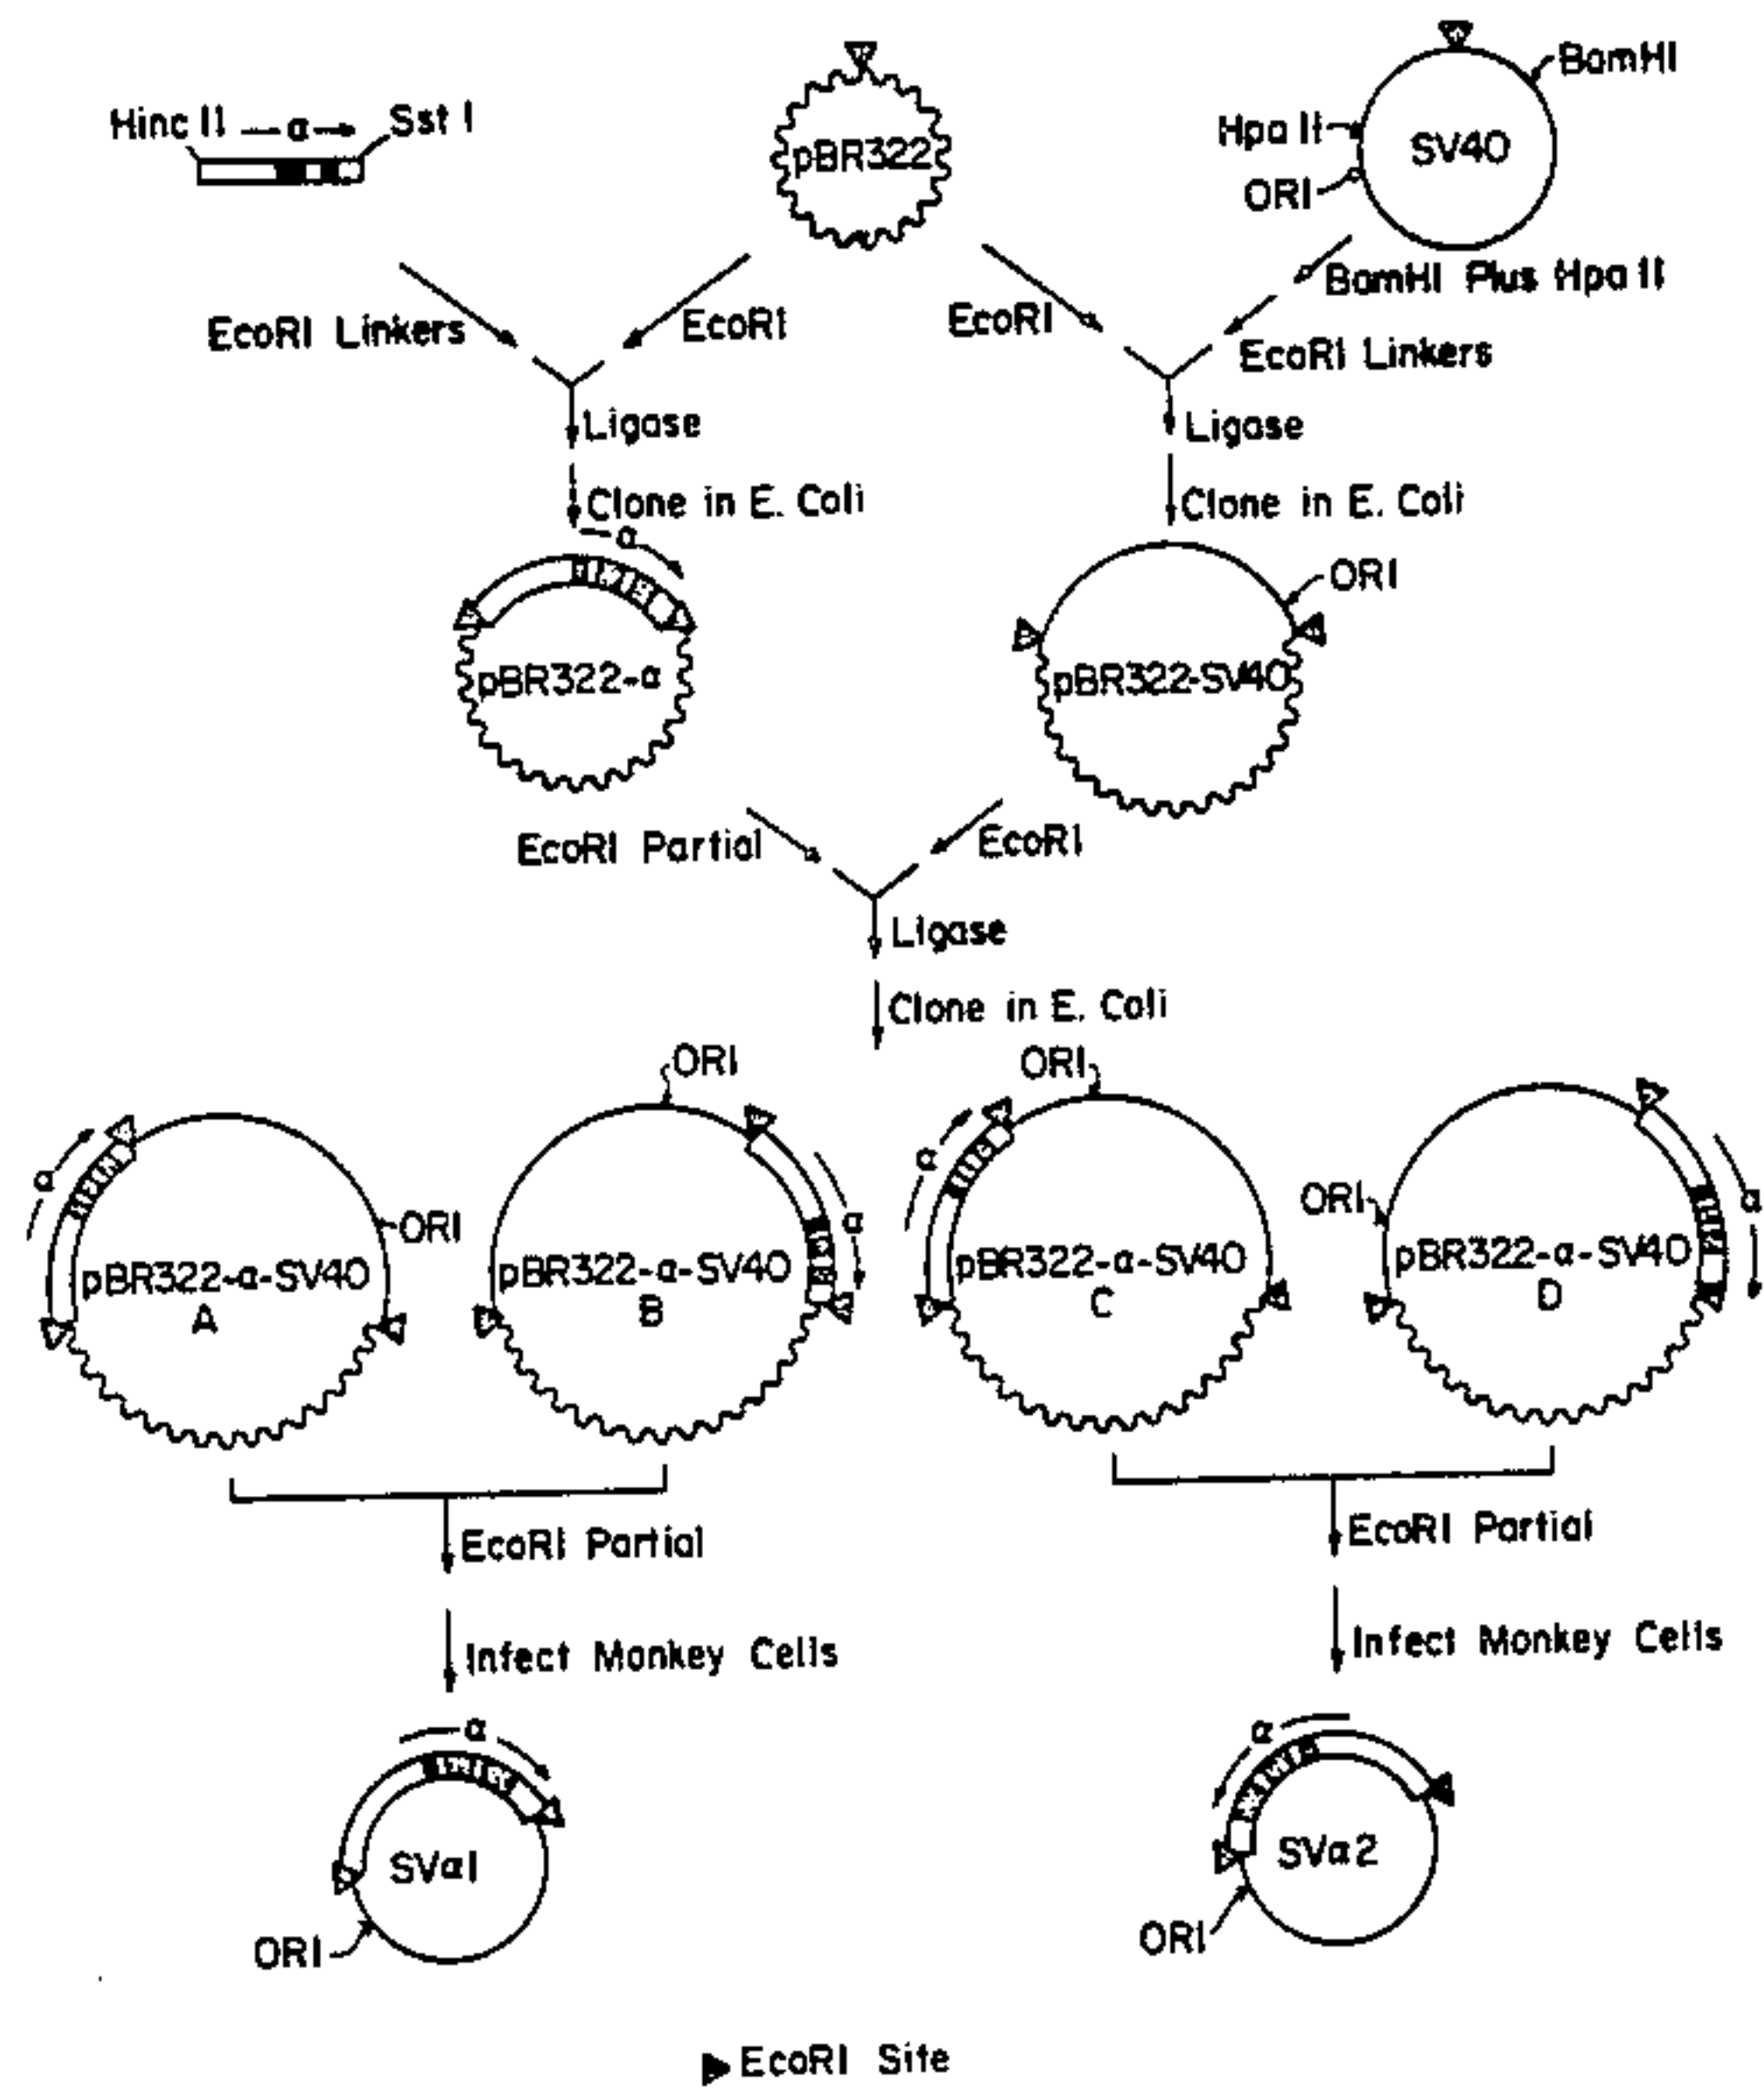 Hinc II — α → Sst I
pBR322
BamHI
Hpa II
SV40
ORI
BamHI Plus Hpa II
EcoRI Linkers
EcoRI
EcoRI
EcoRI Linkers
Ligase
Ligase
Clone in E. Coli
Clone in E. Coli
α
ORI
pBR322-α
pBR322-SV40
EcoRI Partial
EcoRI
Ligase
Clone in E. Coli
ORI
ORI
α
α
α
α
ORI
ORI
pBR322-α-SV40
A
pBR322-α-SV40
B
pBR322-α-SV40
C
pBR322-α-SV40
D
EcoRI Partial
EcoRI Partial
Infect Monkey Cells
Infect Monkey Cells
α
α
SVα1
SVα2
ORI
ORI
EcoRI Site